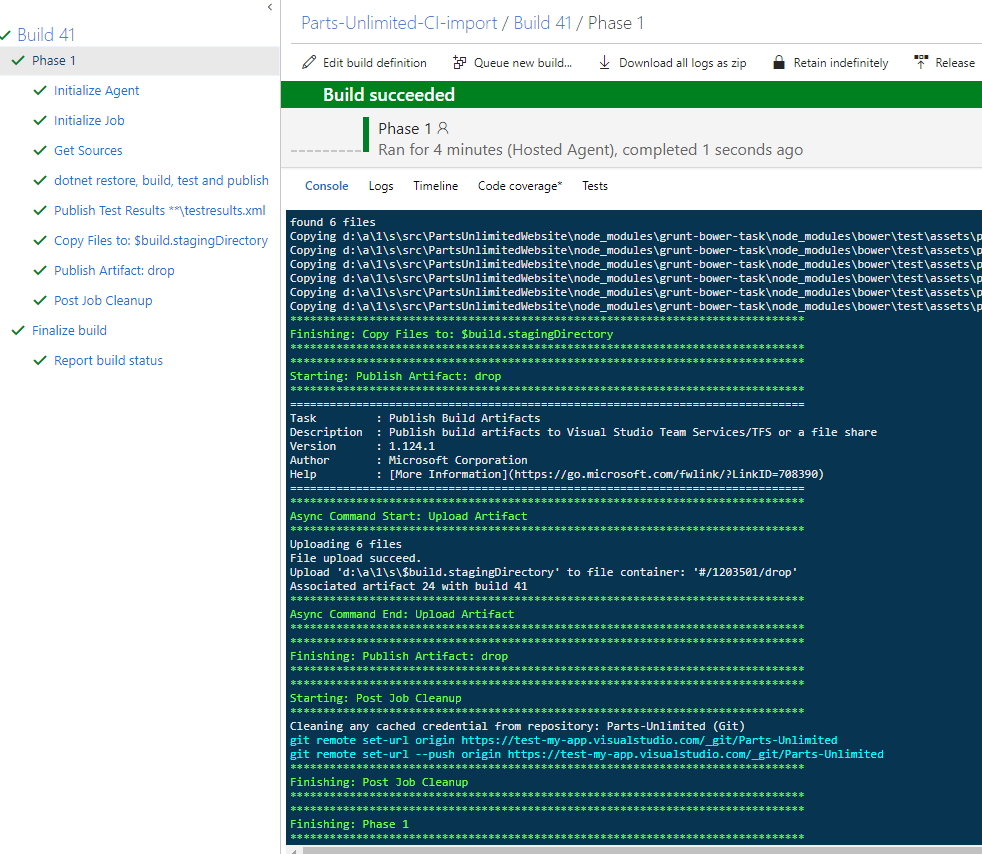 Build 41
Phase 1
Initialize Agent
Initialize Job
Get Sources
dotnet restore, build, test and publish
Publish Test Results **\testresults.xml
Copy Files to: $build.stagingDirectory
Publish Artifact: drop
Post Job Cleanup
Finalize build
Report build status
Parts-Unlimited-CI-import / Build 41 / Phase 1
Edit build definition Queue new build... Download all logs as zip Retain indefinitely Release
Build succeeded
Phase 1
Ran for 4 minutes (Hosted Agent), completed 1 seconds ago
Console Logs Timeline Code coverage* Tests
found 6 files
Copying d:\a\1\s\src\PartsUnlimitedWebsite\node_modules\grunt-bower-task\node_modules\bower\test\assets\p
Copying d:\a\1\s\src\PartsUnlimitedWebsite\node_modules\grunt-bower-task\node_modules\bower\test\assets\p
Copying d:\a\1\s\src\PartsUnlimitedWebsite\node_modules\grunt-bower-task\node_modules\bower\test\assets\p
Copying d:\a\1\s\src\PartsUnlimitedWebsite\node_modules\grunt-bower-task\node_modules\bower\test\assets\p
Copying d:\a\1\s\src\PartsUnlimitedWebsite\node_modules\grunt-bower-task\node_modules\bower\test\assets\p
Copying d:\a\1\s\src\PartsUnlimitedWebsite\node_modules\grunt-bower-task\node_modules\bower\test\assets\p
******************************************************************************
Finishing: Copy Files to: $build.stagingDirectory
******************************************************************************
******************************************************************************
Starting: Publish Artifact: drop
******************************************************************************
==============================================================================
Task : Publish Build Artifacts
Description : Publish build artifacts to Visual Studio Team Services/TFS or a file share
Version : 1.124.1
Author : Microsoft Corporation
Help : [More Information](https://go.microsoft.com/fwlink/?LinkID=708390)
==============================================================================
******************************************************************************
Async Command Start: Upload Artifact
******************************************************************************
Uploading 6 files
File upload succeed.
Upload 'd:\a\1\s\$build.stagingDirectory' to file container: '#/1203501/drop'
Associated artifact 24 with build 41
******************************************************************************
Async Command End: Upload Artifact
******************************************************************************
******************************************************************************
Finishing: Publish Artifact: drop
******************************************************************************
******************************************************************************
Starting: Post Job Cleanup
******************************************************************************
Cleaning any cached credential from repository: Parts-Unlimited (Git)
git remote set-url origin https://test-my-app.visualstudio.com/_git/Parts-Unlimited
git remote set-url --push origin https://test-my-app.visualstudio.com/_git/Parts-Unlimited
******************************************************************************
Finishing: Post Job Cleanup
******************************************************************************
******************************************************************************
Finishing: Phase 1
******************************************************************************